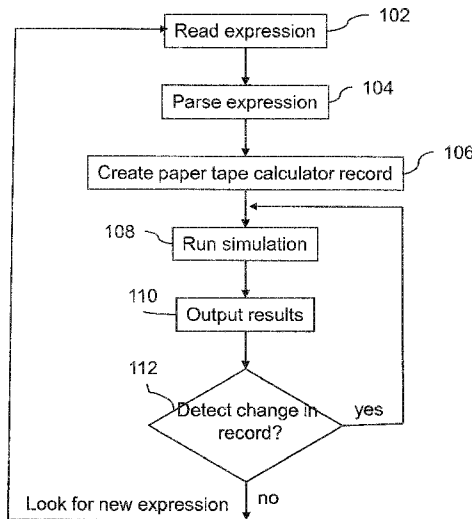 Read expression
102
Parse expression
104
Create paper tape calculator record
106
108
Run simulation
110
Output results
112
Detect change in
record?
yes
Look for new expression
no